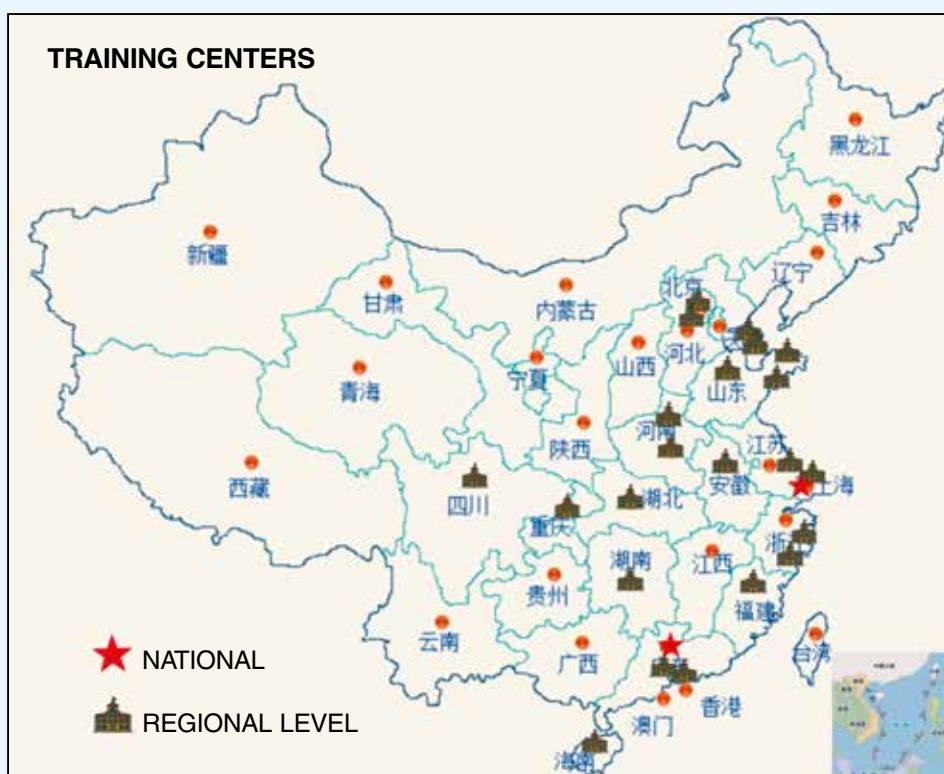 TRAINING CENTERS
黑龙江
吉林
新疆
辽宁
北京
甘肃
内蒙古
山西
河北
宁夏
山东
青海
河南
陕西
江苏
西藏
四川
安徽
上海
湖北
重庆
湖南
江西
贵州
福建
云南
广西
台湾
NATIONAL
香港
澳门
REGIONAL LEVEL
海南